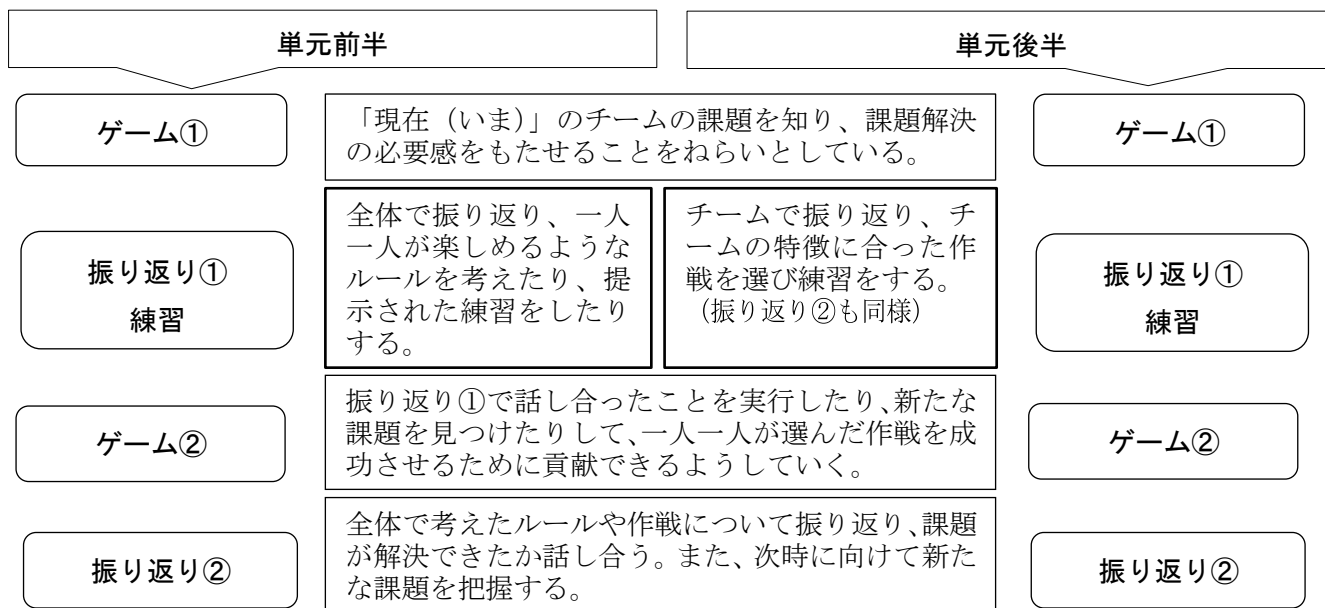 単元前半
単元後半
ゲーム①
「現在（いま）」のチームの課題を知り、課題解決
の必要感をもたせることをねらいとしている。
ゲーム①
振り返り①
練習
全体で振り返り、一人
一人が楽しめるような
ルールを考えたり、提
示された練習をしたり
する。
チームで振り返り、チ
ームの特徴に合った作
戦を選び練習をする。
（振り返り②も同様）
振り返り①
練習
ゲーム②
振り返り①で話し合ったことを実行したり、新たな
課題を見つけたりして、一人一人が選んだ作戦を成
功させるために貢献できるようしていく。
ゲーム②
振り返り②
全体で考えたルールや作戦について振り返り、課題
が解決できたか話し合う。また、次時に向けて新た
な課題を把握する。
振り返り②